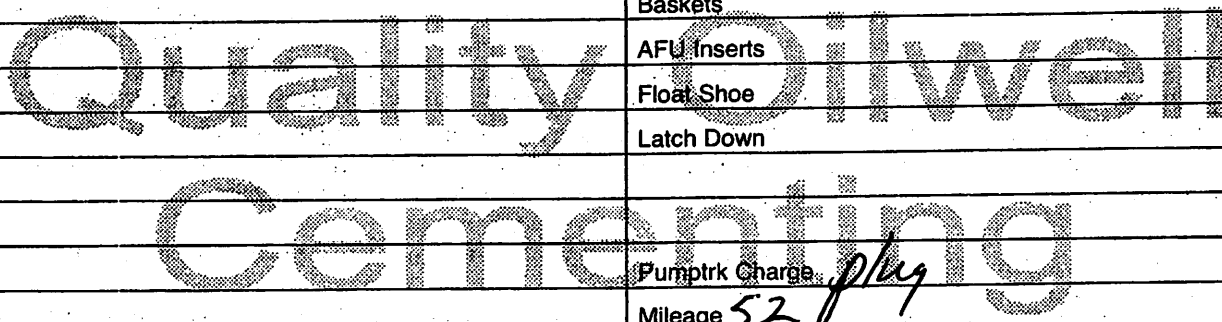 Baskets
Quality Oilwell
AFU Inserts
Float Shoe
Latch Down
Cementing
Pumptrk Charge plug
Mileage 52